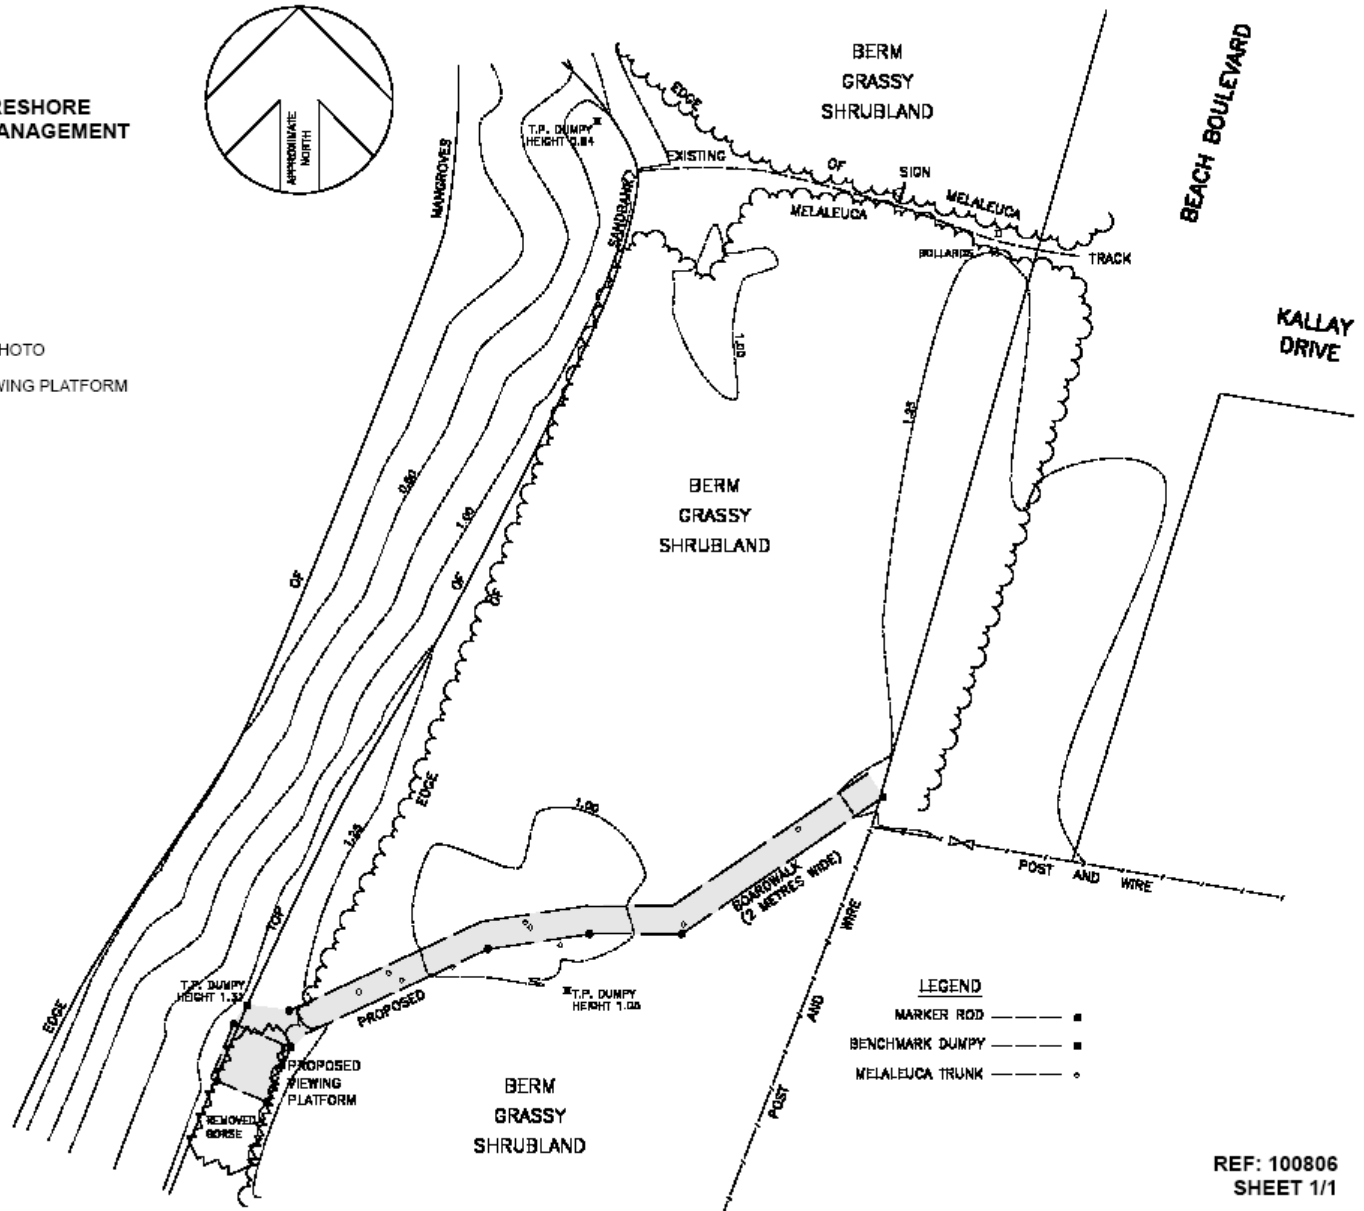 RESHORE
ANAGEMENT
APPROXIMATE
NORTH
HOTO
WING PLATFORM
BERM
GRASSY
SHRUBLAND
BEACH BOULEVARD
KALLAY
DRIVE
EDGE
OF
MELALEUCA
SIGN
EXISTING
MELALEUCA
TRACK
BOLLARDS
T.P. DUMPY
HEIGHT 0.84
MANGROVES
SANDBANK
1.00
1.25
0.80
1.00
OF
OF
OF
BERM
GRASSY
SHRUBLAND
EDGE
1.25
1.00
TOP
BOARDWALK
(2 METRES WIDE)
POST AND WIRE
WIRE
AND
POST
T.P. DUMPY
HEIGHT
EDGE
PROPOSED
T.P. DUMPY
HEIGHT
PROPOSED
VIEWING
PLATFORM
REMOVED
GORSE
BERM
GRASSY
SHRUBLAND
LEGEND
MARKER ROD
BENCHMARK DUMPY
MELALEUCA TRUNK
REF: 100806
SHEET 1/1